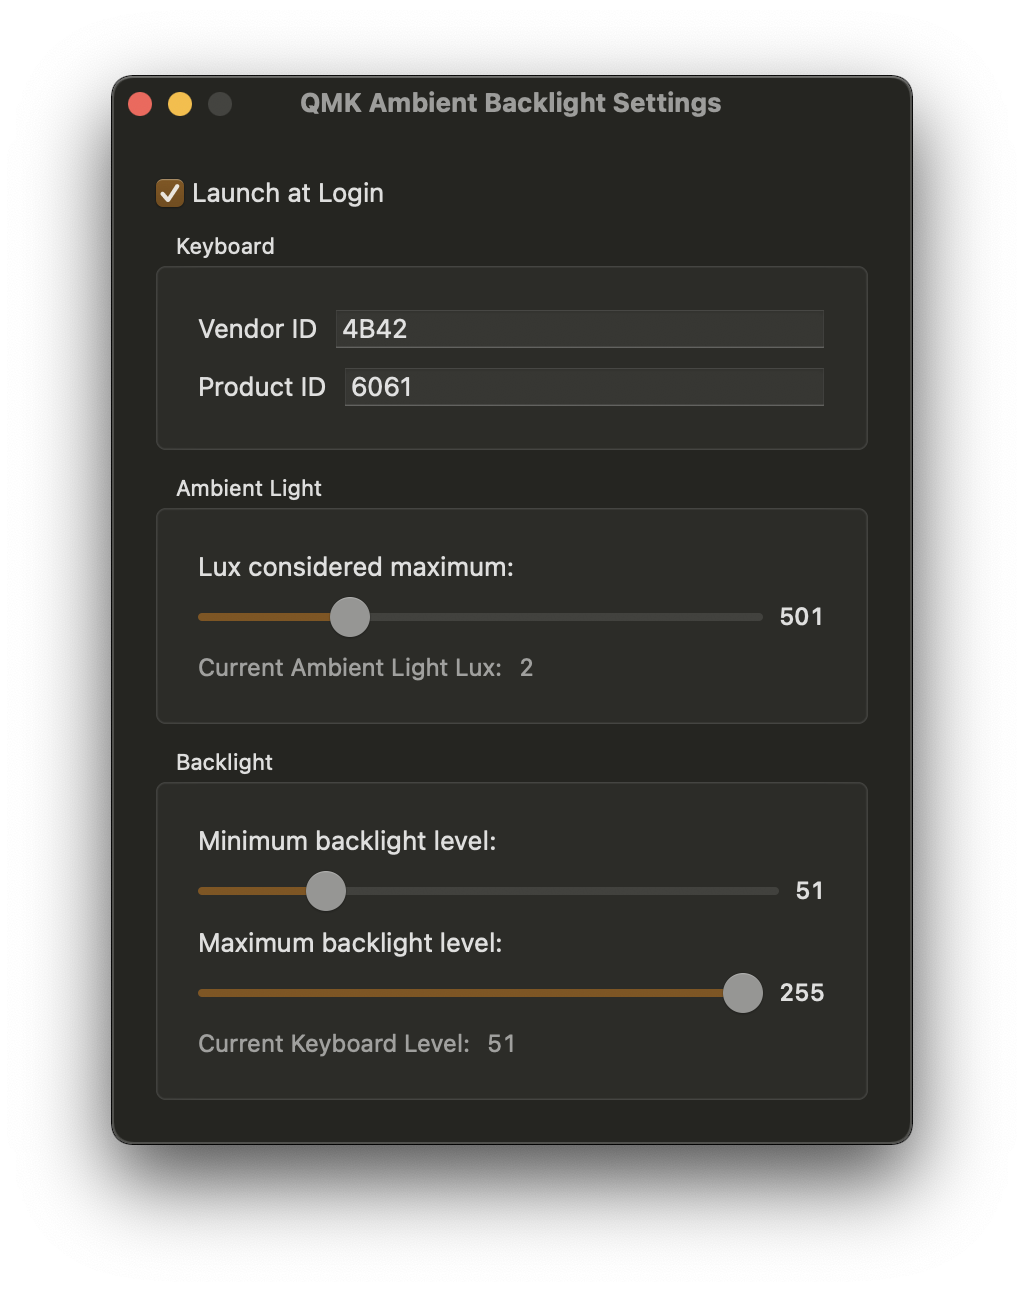 QMK Ambient Backlight Settings
Launch at Login
Keyboard
Vendor ID 4B42
Product ID 6061
Ambient Light
Lux considered maximum:
501
Current Ambient Light Lux: 2
Backlight
Minimum backlight level:
51
Maximum backlight level:
255
Current Keyboard Level: 51